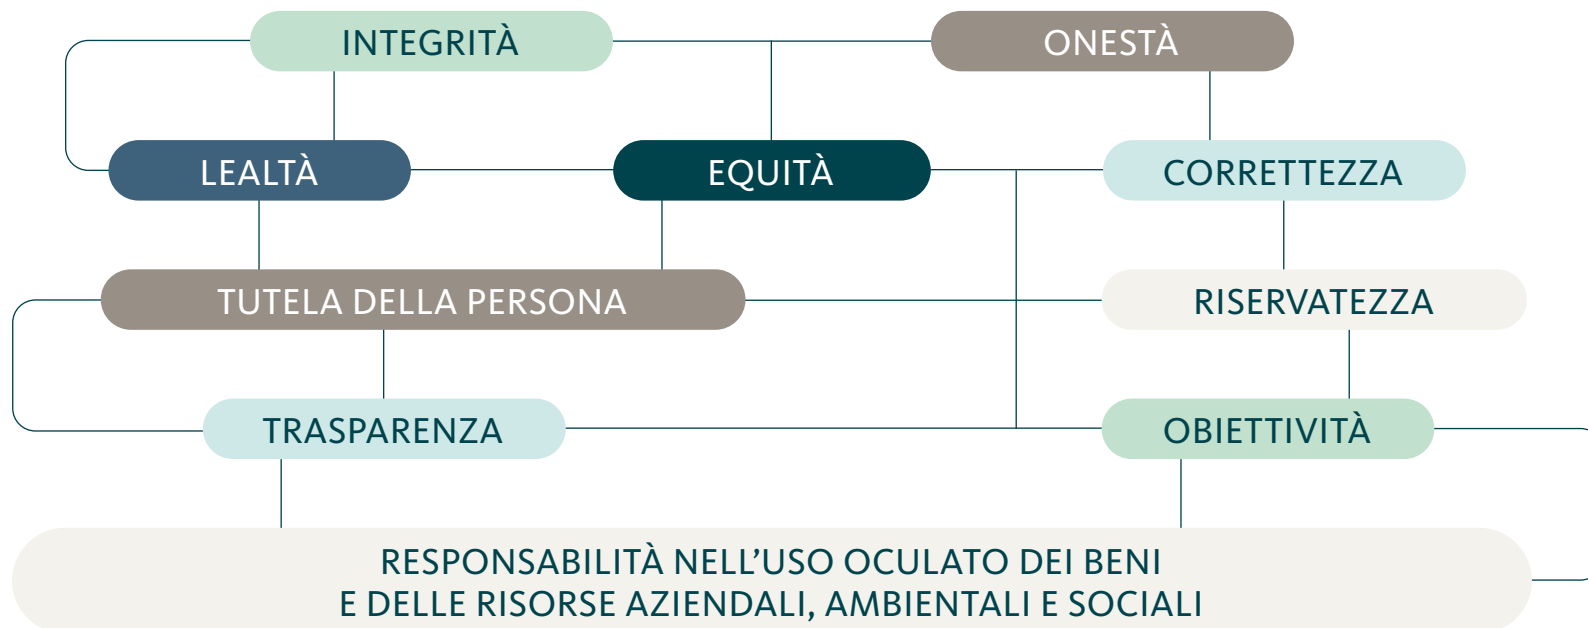 INTEGRITÀ
ONESTÀ
LEALTÀ
EQUITÀ
CORRETTEZZA
TUTELA DELLA PERSONA
RISERVATEZZA
TRASPARENZA
OBIETTIVITÀ
RESPONSABILITÀ NELL’USO OCULATO DEI BENI
E DELLE RISORSE AZIENDALI, AMBIENTALI E SOCIALI